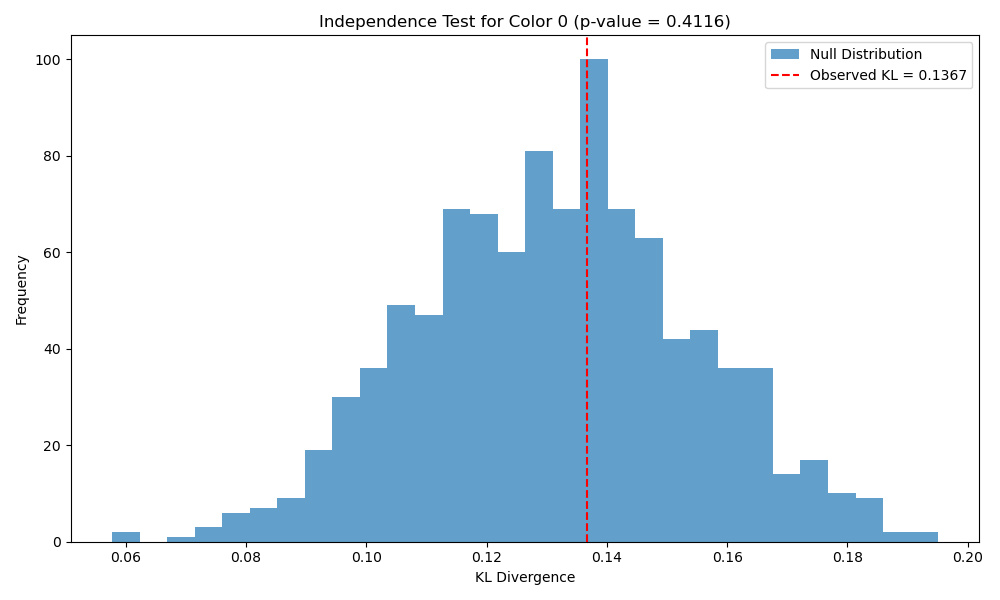 Independence Test for Color 0 (p-value = 0.4116)
Null Distribution
Observed KL = 0.1367
Frequency
100
80
60
40
20
0
0.06 0.08 0.10 0.12 0.14 0.16 0.18 0.20
KL Divergence